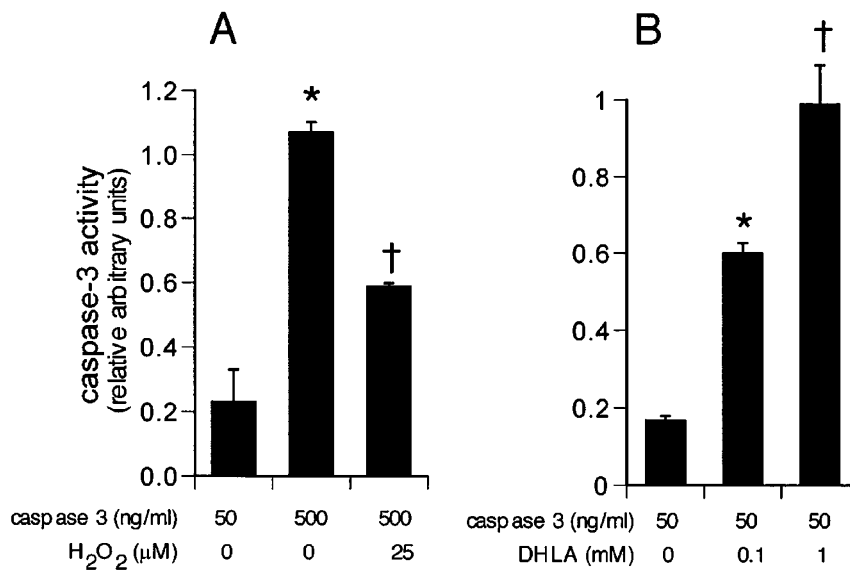 A
B
caspase-3 activity
(relative arbitrary units)
1.2
1.0
0.8
0.6
0.4
0.2
0.0
*
†
1
0.8
0.6
0.4
0.2
0
*
†
caspase 3 (ng/ml) 50 500 500
H₂O₂ (μM) 0 0 25
caspase 3 (ng/ml) 50 50 50
DHLA (mM) 0 0.1 1